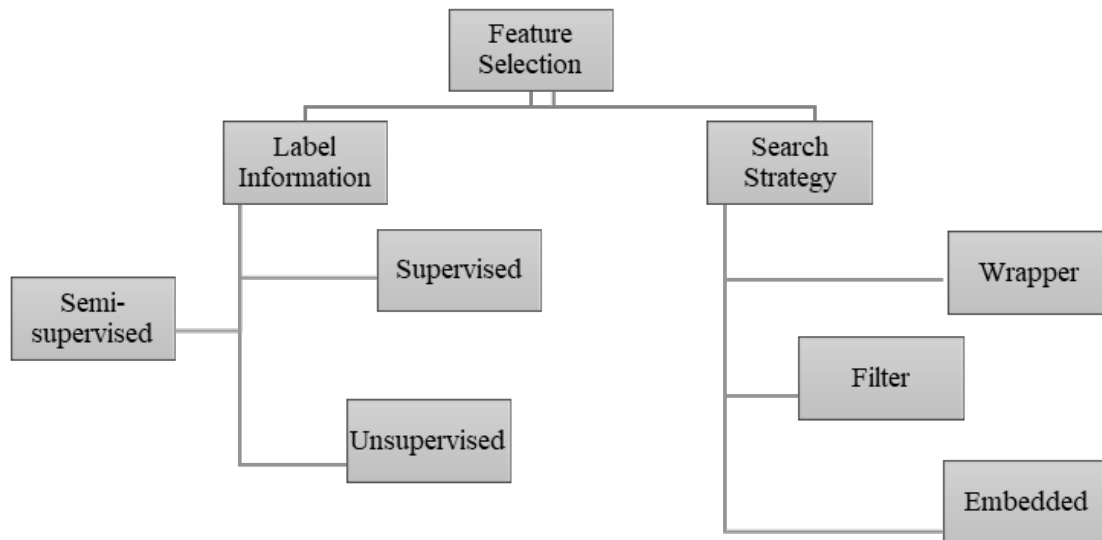 Feature
Selection
Label
Information
Search
Strategy
Supervised
Wrapper
Semi-
supervised
Filter
Unsupervised
Embedded